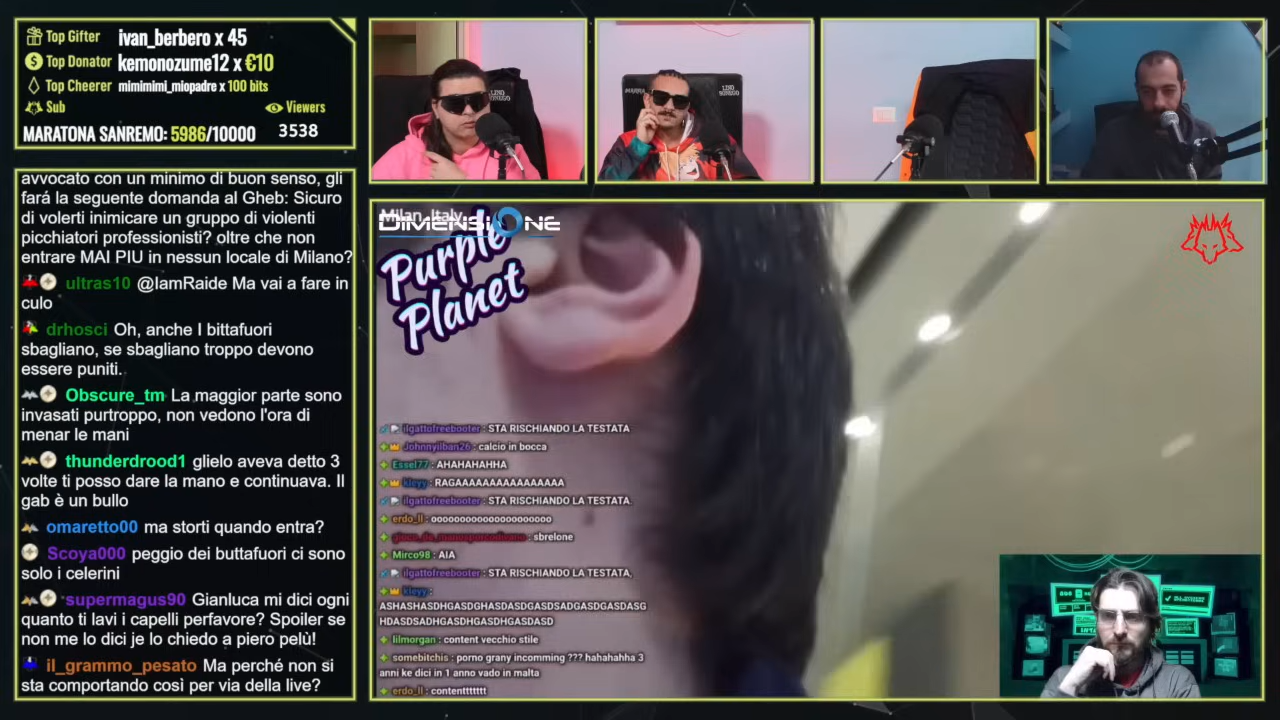 Top Gifter ivan_berbero x 45
Top Donator kemonozume12 x €10
Top Cheerer mimimimi_miopadre x 100 bits
Sub Viewers
MARATONA SANREMO: 5986/10000 3538
avvocato con un minimo di buon senso, gli
fará la seguente domanda al Gheb: Sicuro
di volerti inimicare un gruppo di violenti
picchiatori professionisti? oltre che non
entrare MAI PIU in nessun locale di Milano?
ultras10 @IamRaide Ma vai a fare in
culo
drhosci Oh, anche I bittafuori
sbagliano, se sbagliano troppo devono
essere puniti.
Obscure_tm La maggior parte sono
invasati purtroppo, non vedono l'ora di
menar le mani
thunderdrood1 glielo aveva detto 3
volte ti posso dare la mano e continuava. Il
gab è un bullo
omaretto00 ma storti quando entra?
Scoya000 peggio dei buttafuori ci sono
solo i celerini
supermagus90 Gianluca mi dici ogni
quanto ti lavi i capelli perfavore? Spoiler se
non me lo dici je lo chiedo a piero pelù!
il_grammo_pesato Ma perché non si
sta comportando così per via della live?
Milan, Italy
DIMENSIONE
Purple
Planet
ilgattofreebooter : STA RISCHIANDO LA TESTATA
Johnnyilban26 : calcio in bocca
Essel77 : AHAHAHAHHA
kleyy : RAGAAAAAAAAAAAAAAAAA
ilgattofreebooter : STA RISCHIANDO LA TESTATA.
erdo_ll : oooooooooooooooooooo
: sbrelone
Mirco98 : AIA
ilgattofreebooter : STA RISCHIANDO LA TESTATA,
kleyy :
ASHASHASDHGASDGHASDASDGASDSADGASDGASDASG
HDASDSADHGASDHGASDHGASDASD
lilmorgan : content vecchio stile
somebitchis : porno grany incomming ??? hahahahha 3
anni ke dici in 1 anno vado in malta
erdo_ll : contenttttttt